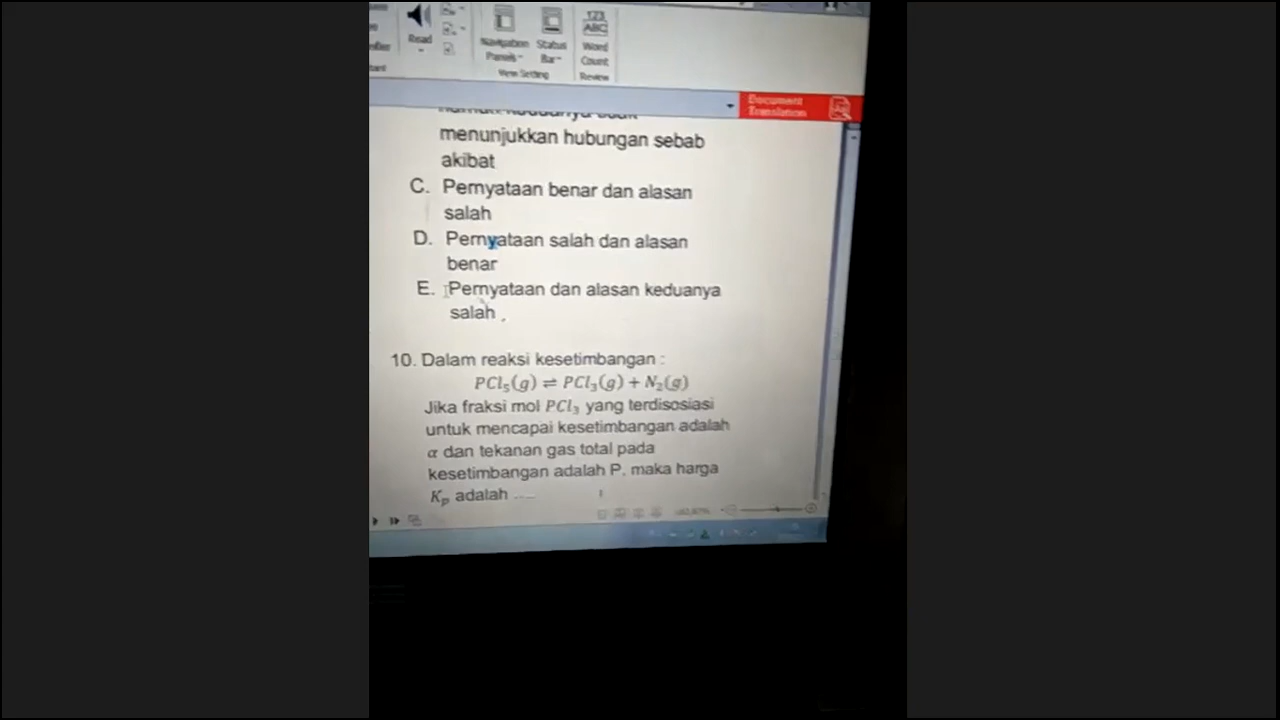 Read
Navigation Status Word
Panels Bar Count
View Setting Review
Document
Translation
menunjukkan hubungan sebab
akibat
C. Pernyataan benar dan alasan
salah
D. Pernyataan salah dan alasan
benar
E. Pernyataan dan alasan keduanya
salah
10. Dalam reaksi kesetimbangan :
PCl₅(g) ⇌ PCl₃(g) + N₂(g)
Jika fraksi mol PCl₃ yang terdisosiasi
untuk mencapai kesetimbangan adalah
α dan tekanan gas total pada
kesetimbangan adalah P. maka harga
Kₚ adalah ....